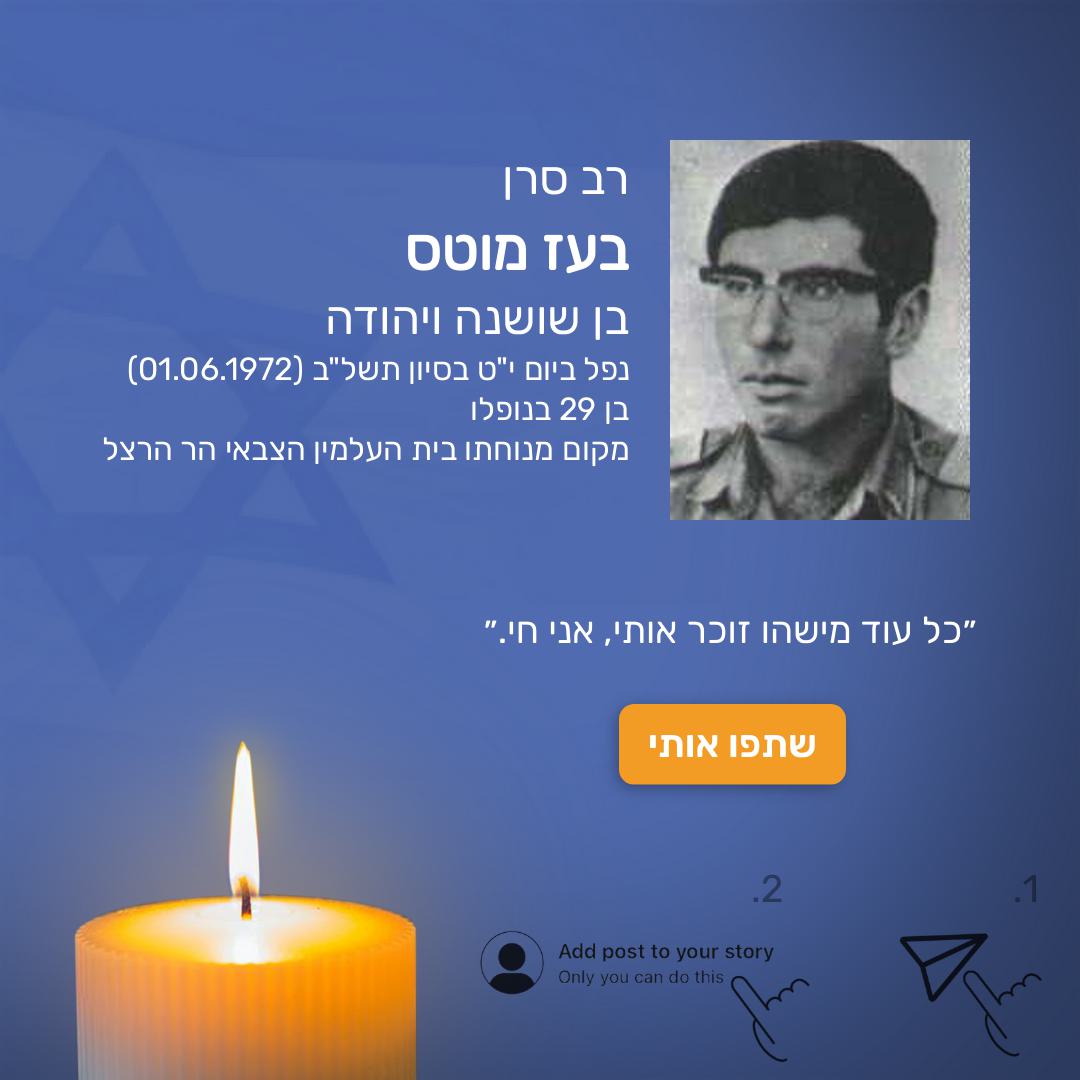 רב סרן
בעז מוטס
בן שושנה ויהודה
נפל ביום י"ט בסיון תשל"ב (01.06.1972)
בן 29 בנופלו
מקום מנוחתו בית העלמין הצבאי הר הרצל
״כל עוד מישהו זוכר אותי, אני חי.״
שתפו אותי
.1
.2
Add post to your story
Only you can do this